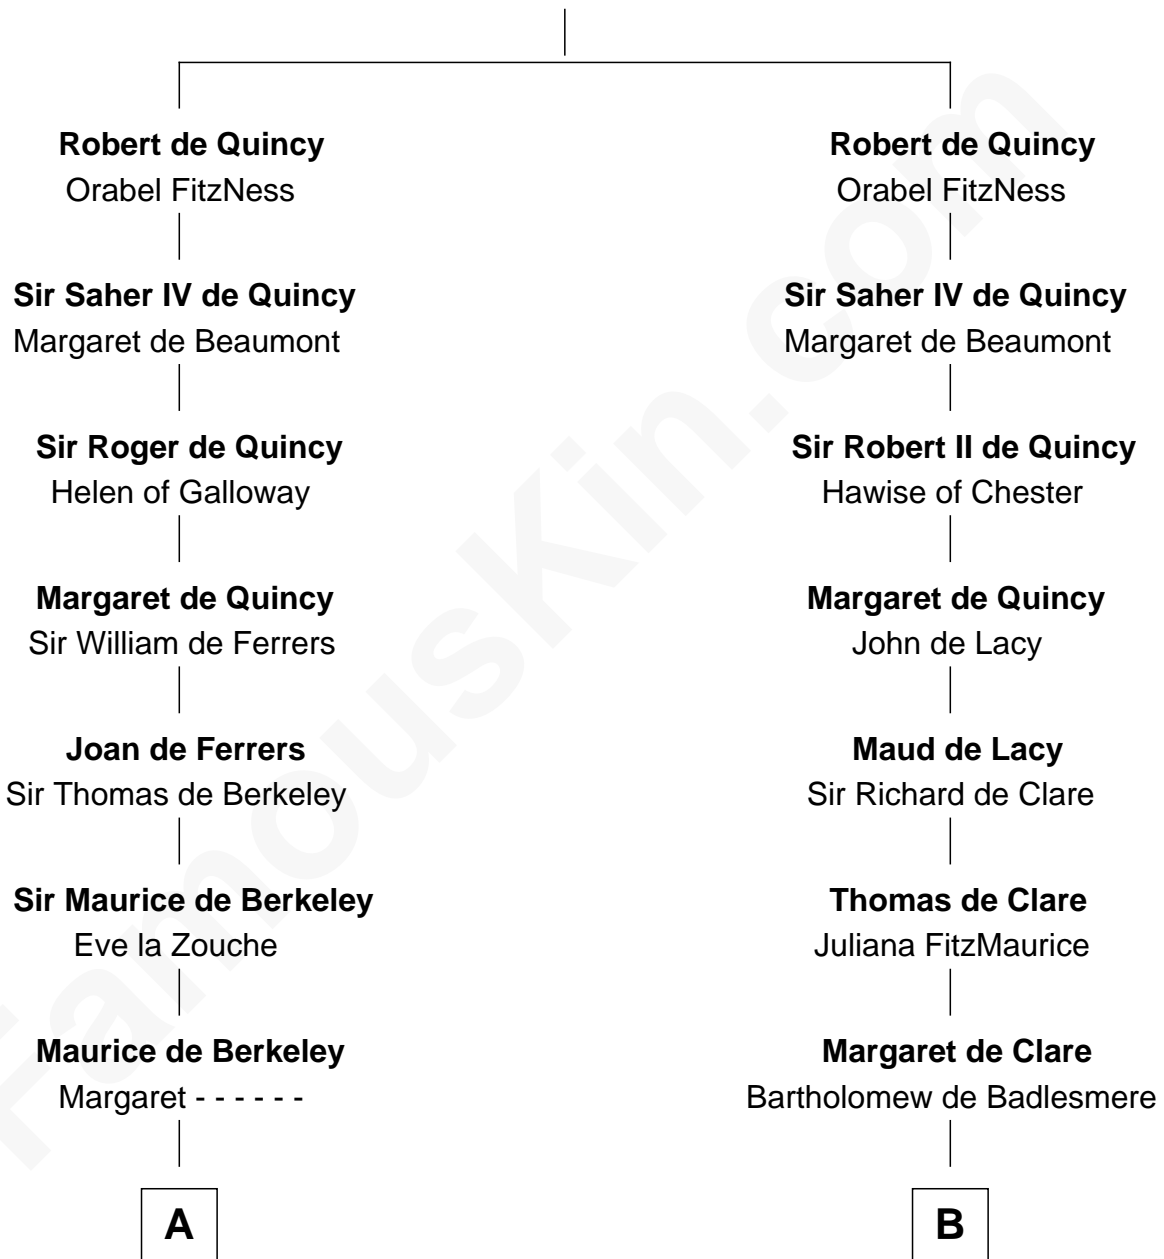 Robert de Quincy
Orabel FitzNess
Sir Saher IV de Quincy
Margaret de Beaumont
Sir Roger de Quincy
Helen of Galloway
Margaret de Quincy
Sir William de Ferrers
Joan de Ferrers
Sir Thomas de Berkeley
Sir Maurice de Berkeley
Eve la Zouche
Maurice de Berkeley
Margaret - - - - - -
A
Robert de Quincy
Orabel FitzNess
Sir Saher IV de Quincy
Margaret de Beaumont
Sir Robert II de Quincy
Hawise of Chester
Margaret de Quincy
John de Lacy
Maud de Lacy
Sir Richard de Clare
Thomas de Clare
Juliana FitzMaurice
Margaret de Clare
Bartholomew de Badlesmere
B
FamousKin.com